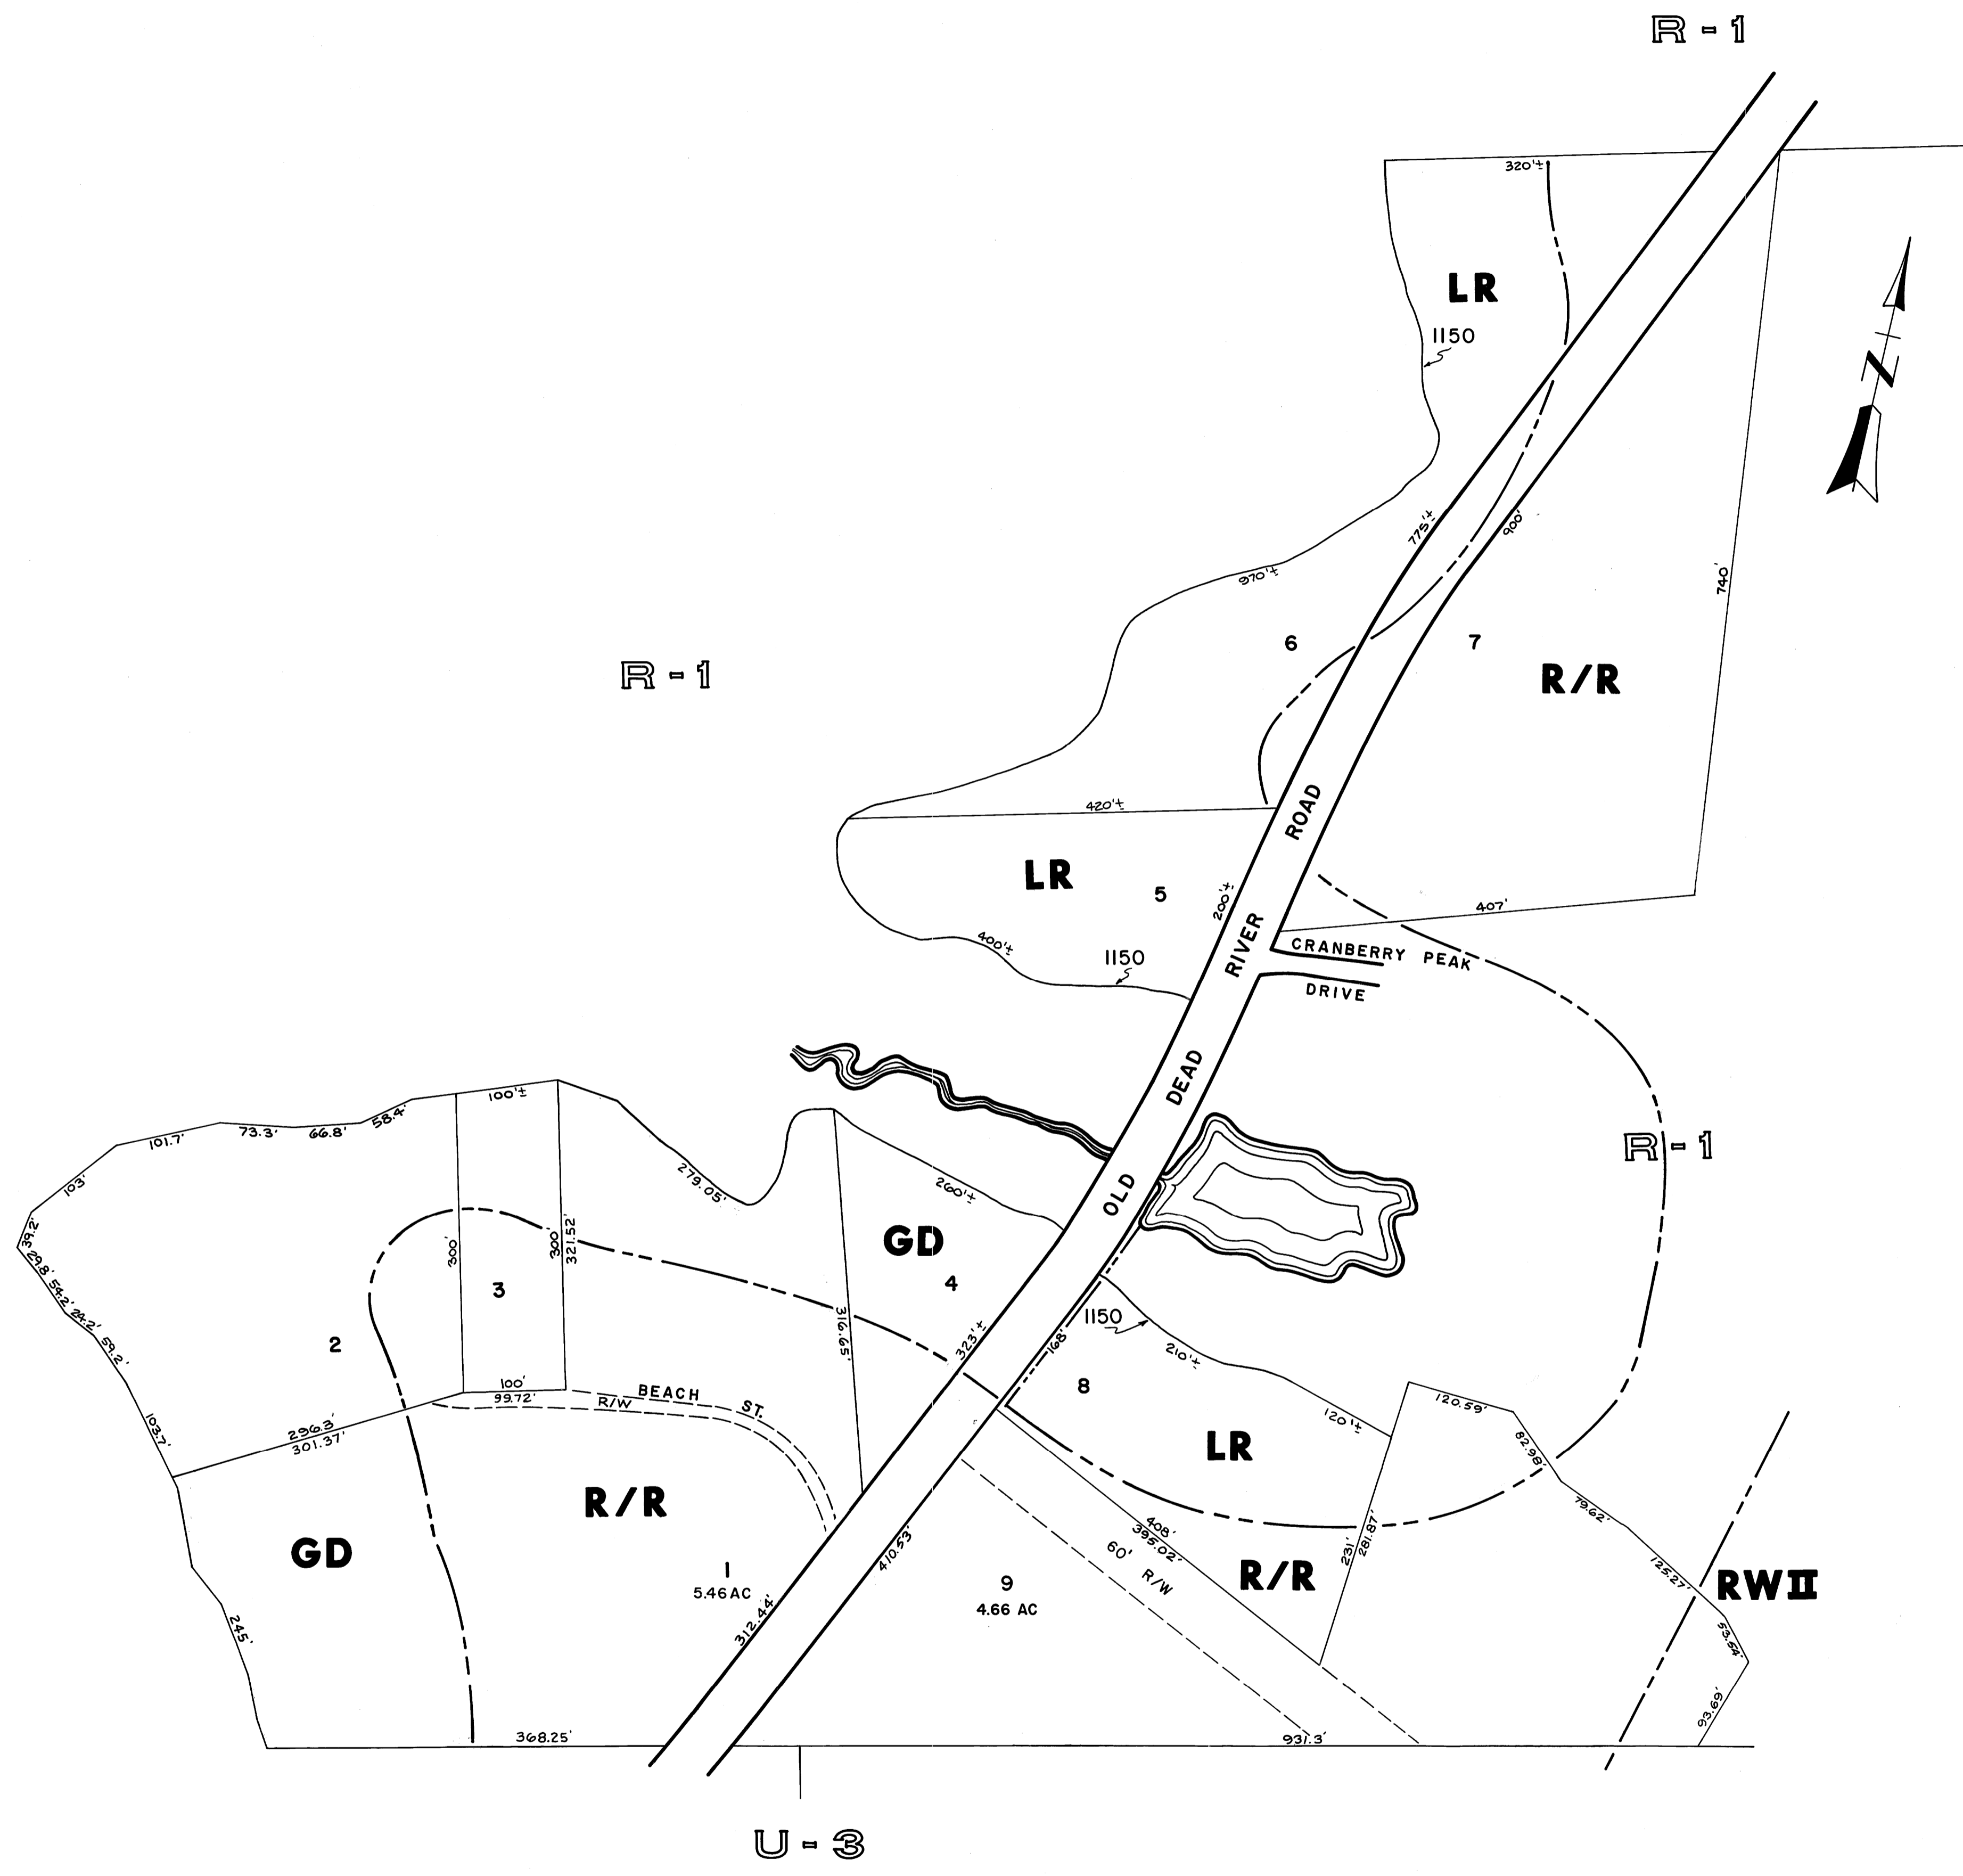 R-1
320'±
LR
1150
N
775'±
900'
970'±
740'
6
7
R/R
R-1
420'±
ROAD
LR
5
200'±
407'
RIVER
400'±
1150
CRANBERRY PEAK
DRIVE
DEAD
OLD
R-1
100'±
58.4'
66.8'
73.3'
101.7'
103'
39.2'
29.8'
54.2'
24.2'
59.2'
103.7'
279.05'
260'±
GD
4
300'
300'
321.52'
3
2
316.65'
323'±
168'
1150
210'±
8
120'±
LR
120.59'
82.98'
79.62'
125.27'
53.54'
93.69'
100'
99.72'
BEACH ST.
R/W
296.3'
301.37'
R/R
GD
1
5.46 AC
312.44'
410.53'
245'
9
4.66 AC
408'
395.02'
60' R/W
R/R
231'
281.87'
RWII
368.25'
931.3'
U-3